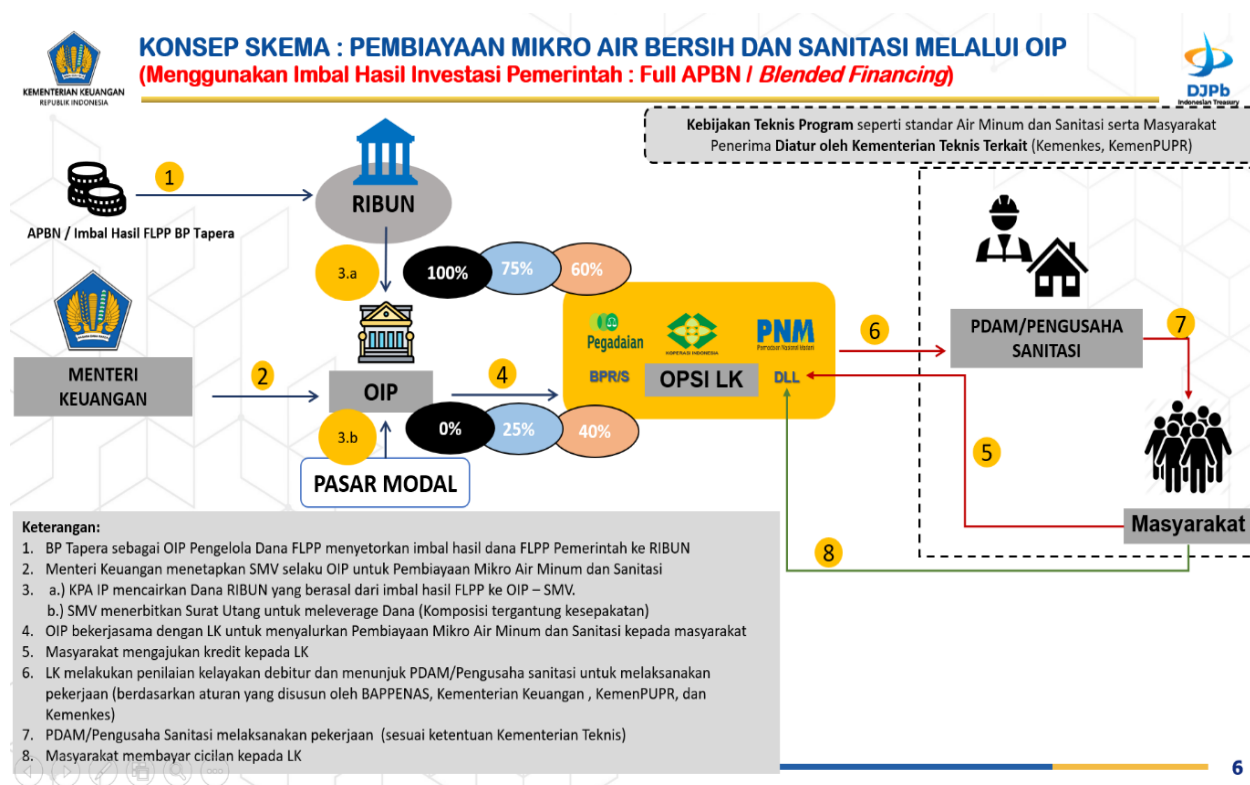 KONSEP SKEMA : PEMBIAYAAN MIKRO AIR BERSIH DAN SANITASI MELALUI OIP
(Menggunakan Imbal Hasil Investasi Pemerintah : Full APBN / Blended Financing)
KEMENTERIAN KEUANGAN
REPUBLIK INDONESIA
DJPb
Indonesian Treasury
Kebijakan Teknis Program seperti standar Air Minum dan Sanitasi serta Masyarakat
Penerima Diatur oleh Kementerian Teknis Terkait (Kemenkes, KemenPUPR)
1
RIBUN
APBN / Imbal Hasil FLPP BP Tapera
3.a
100%
75%
60%
Pegadaian
KOPERASI INDONESIA
PNM
Permodalan Nasional Madani
6
PDAM/PENGUSAHA
SANITASI
7
MENTERI
KEUANGAN
2
OIP
4
BPR/S
OPSI LK
DLL
3.b
0%
25%
40%
5
PASAR MODAL
Masyarakat
8
Keterangan:
1. BP Tapera sebagai OIP Pengelola Dana FLPP menyetorkan imbal hasil dana FLPP Pemerintah ke RIBUN
2. Menteri Keuangan menetapkan SMV selaku OIP untuk Pembiayaan Mikro Air Minum dan Sanitasi
3. a.) KPA IP mencairkan Dana RIBUN yang berasal dari imbal hasil FLPP ke OIP – SMV.
b.) SMV menerbitkan Surat Utang untuk meleverage Dana (Komposisi tergantung kesepakatan)
4. OIP bekerjasama dengan LK untuk menyalurkan Pembiayaan Mikro Air Minum dan Sanitasi kepada masyarakat
5. Masyarakat mengajukan kredit kepada LK
6. LK melakukan penilaian kelayakan debitur dan menunjuk PDAM/Pengusaha sanitasi untuk melaksanakan
pekerjaan (berdasarkan aturan yang disusun oleh BAPPENAS, Kementerian Keuangan , KemenPUPR, dan
Kemenkes)
7. PDAM/Pengusaha Sanitasi melaksanakan pekerjaan (sesuai ketentuan Kementerian Teknis)
8. Masyarakat membayar cicilan kepada LK
6